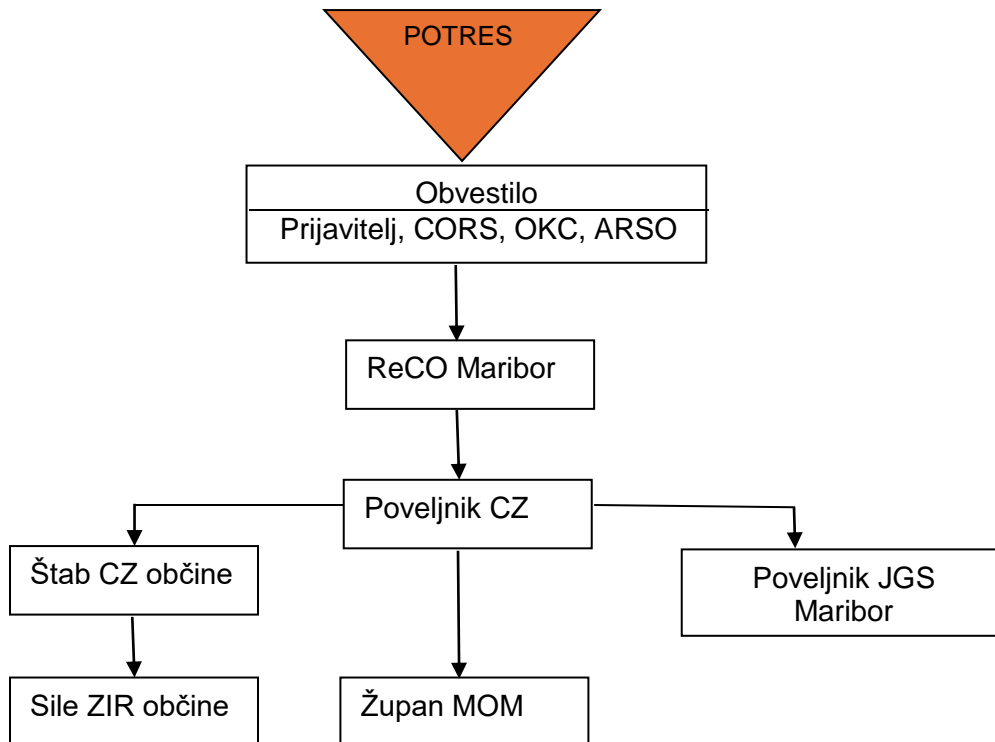 POTRES
Obvestilo
Prijavitelj, CORS, OKC, ARSO
ReCO Maribor
Poveljnik CZ
Štab CZ občine
Poveljnik JGS
Maribor
Sile ZIR občine
Župan MOM